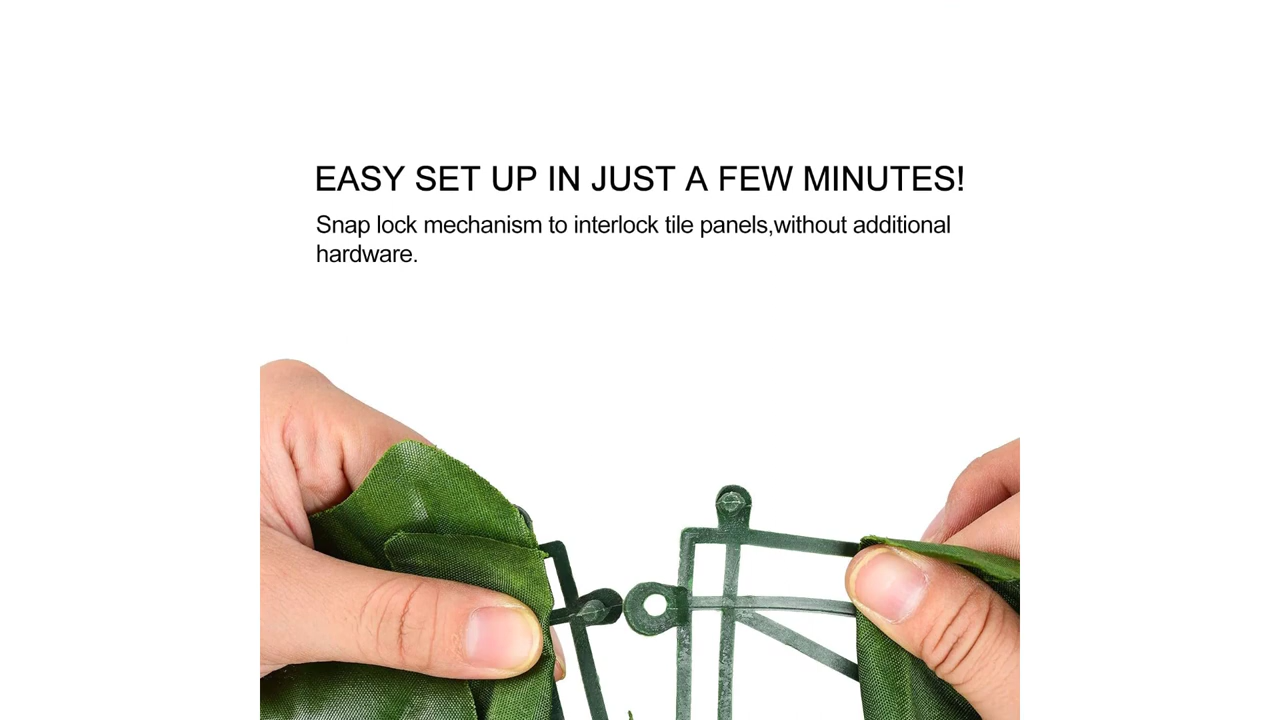 EASY SET UP IN JUST A FEW MINUTES!
Snap lock mechanism to interlock tile panels,without additional
hardware.